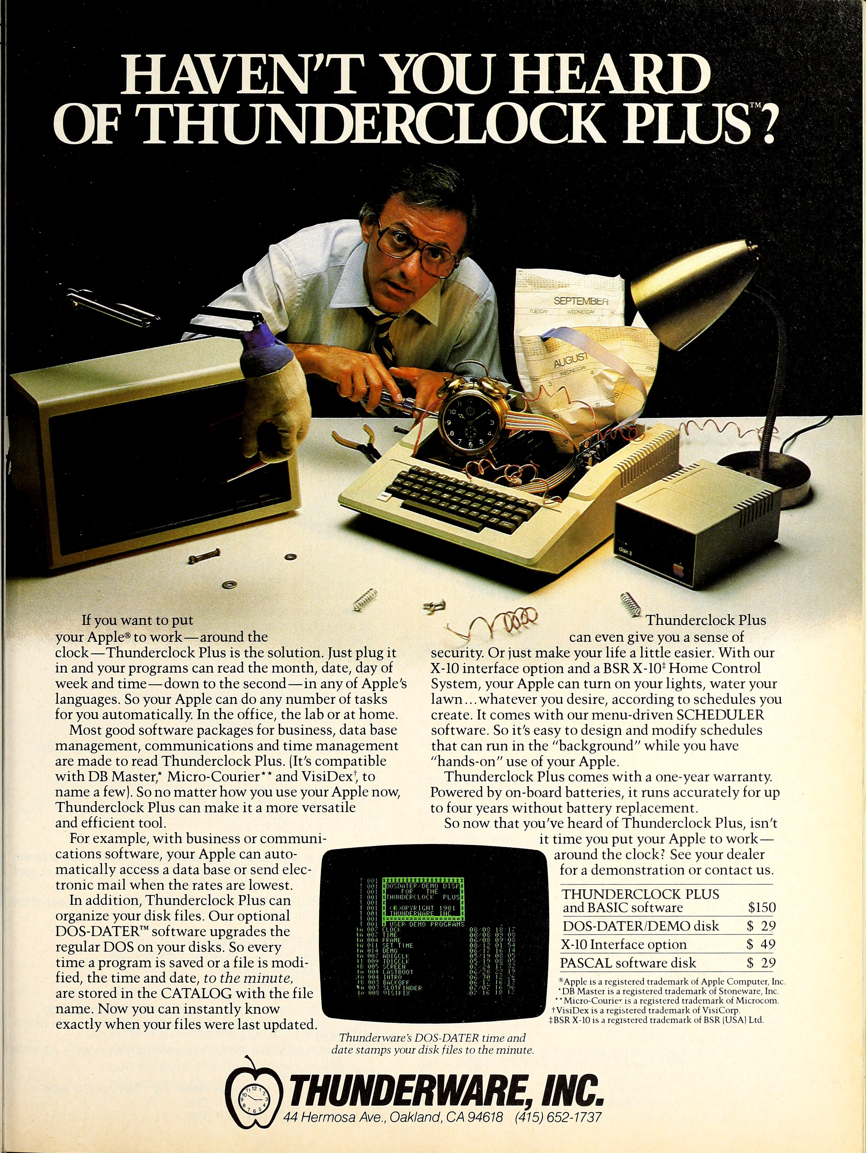 HAVEN'T YOU HEARD
OF THUNDERCLOCK PLUS™?
SEPTEMBER
TUESDAY WEDNESDAY
AUGUST
WEDNESDAY
Disk II
If you want to put
your Apple® to work—around the
clock—Thunderclock Plus is the solution. Just plug it
in and your programs can read the month, date, day of
week and time—down to the second—in any of Apple's
languages. So your Apple can do any number of tasks
for you automatically. In the office, the lab or at home.
Most good software packages for business, data base
management, communications and time management
are made to read Thunderclock Plus. (It's compatible
with DB Master,* Micro-Courier** and VisiDex†, to
name a few). So no matter how you use your Apple now,
Thunderclock Plus can make it a more versatile
and efficient tool.
For example, with business or communi-
cations software, your Apple can auto-
matically access a data base or send elec-
tronic mail when the rates are lowest.
In addition, Thunderclock Plus can
organize your disk files. Our optional
DOS-DATER™ software upgrades the
regular DOS on your disks. So every
time a program is saved or a file is modi-
fied, the time and date, to the minute,
are stored in the CATALOG with the file
name. Now you can instantly know
exactly when your files were last updated.
DOSDATER/DEMO DISK
FOR THE
THUNDERCLOCK PLUS
<K>OPYRIGHT 1981
THUNDERWARE INC
USER DEMO PROGRAMS
CLOCK
TIME
FRAME
SET TIME
DEMO
SCREEN
LASTBOOT
INTRO
BACKOFF
SLOTFINDER
Thunderware's DOS-DATER time and
date stamps your disk files to the minute.
Thunderclock Plus
can even give you a sense of
security. Or just make your life a little easier. With our
X-10 interface option and a BSR X-10‡ Home Control
System, your Apple can turn on your lights, water your
lawn...whatever you desire, according to schedules you
create. It comes with our menu-driven SCHEDULER
software. So it's easy to design and modify schedules
that can run in the "background" while you have
"hands-on" use of your Apple.
Thunderclock Plus comes with a one-year warranty.
Powered by on-board batteries, it runs accurately for up
to four years without battery replacement.
So now that you've heard of Thunderclock Plus, isn't
it time you put your Apple to work—
around the clock? See your dealer
for a demonstration or contact us.
THUNDERCLOCK PLUS
and BASIC software $150
DOS-DATER/DEMO disk $ 29
X-10 Interface option $ 49
PASCAL software disk $ 29
®Apple is a registered trademark of Apple Computer, Inc.
*DB Master is a registered trademark of Stoneware, Inc.
**Micro-Courier is a registered trademark of Microcom.
†VisiDex is a registered trademark of VisiCorp.
‡BSR X-10 is a registered trademark of BSR (USA) Ltd.
THUNDERWARE, INC.
44 Hermosa Ave., Oakland, CA 94618 (415) 652-1737